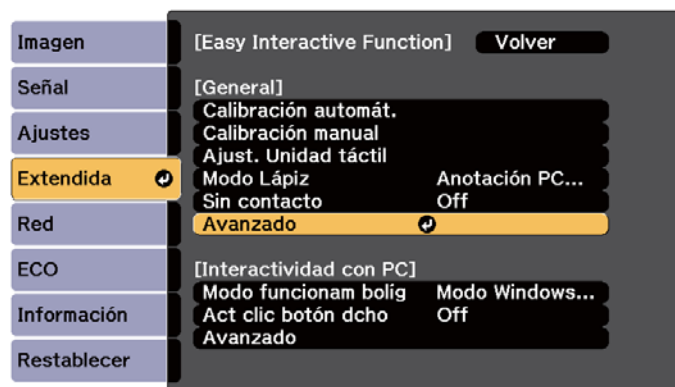 Imagen
Señal
Ajustes
Extendida
Red
ECO
Información
Restablecer
[Easy Interactive Function] Volver
[General]
Calibración automát.
Calibración manual
Ajust. Unidad táctil
Modo Lápiz Anotación PC...
Sin contacto Off
Avanzado
[Interactividad con PC]
Modo funcionam bolíg Modo Windows...
Act clic botón dcho Off
Avanzado